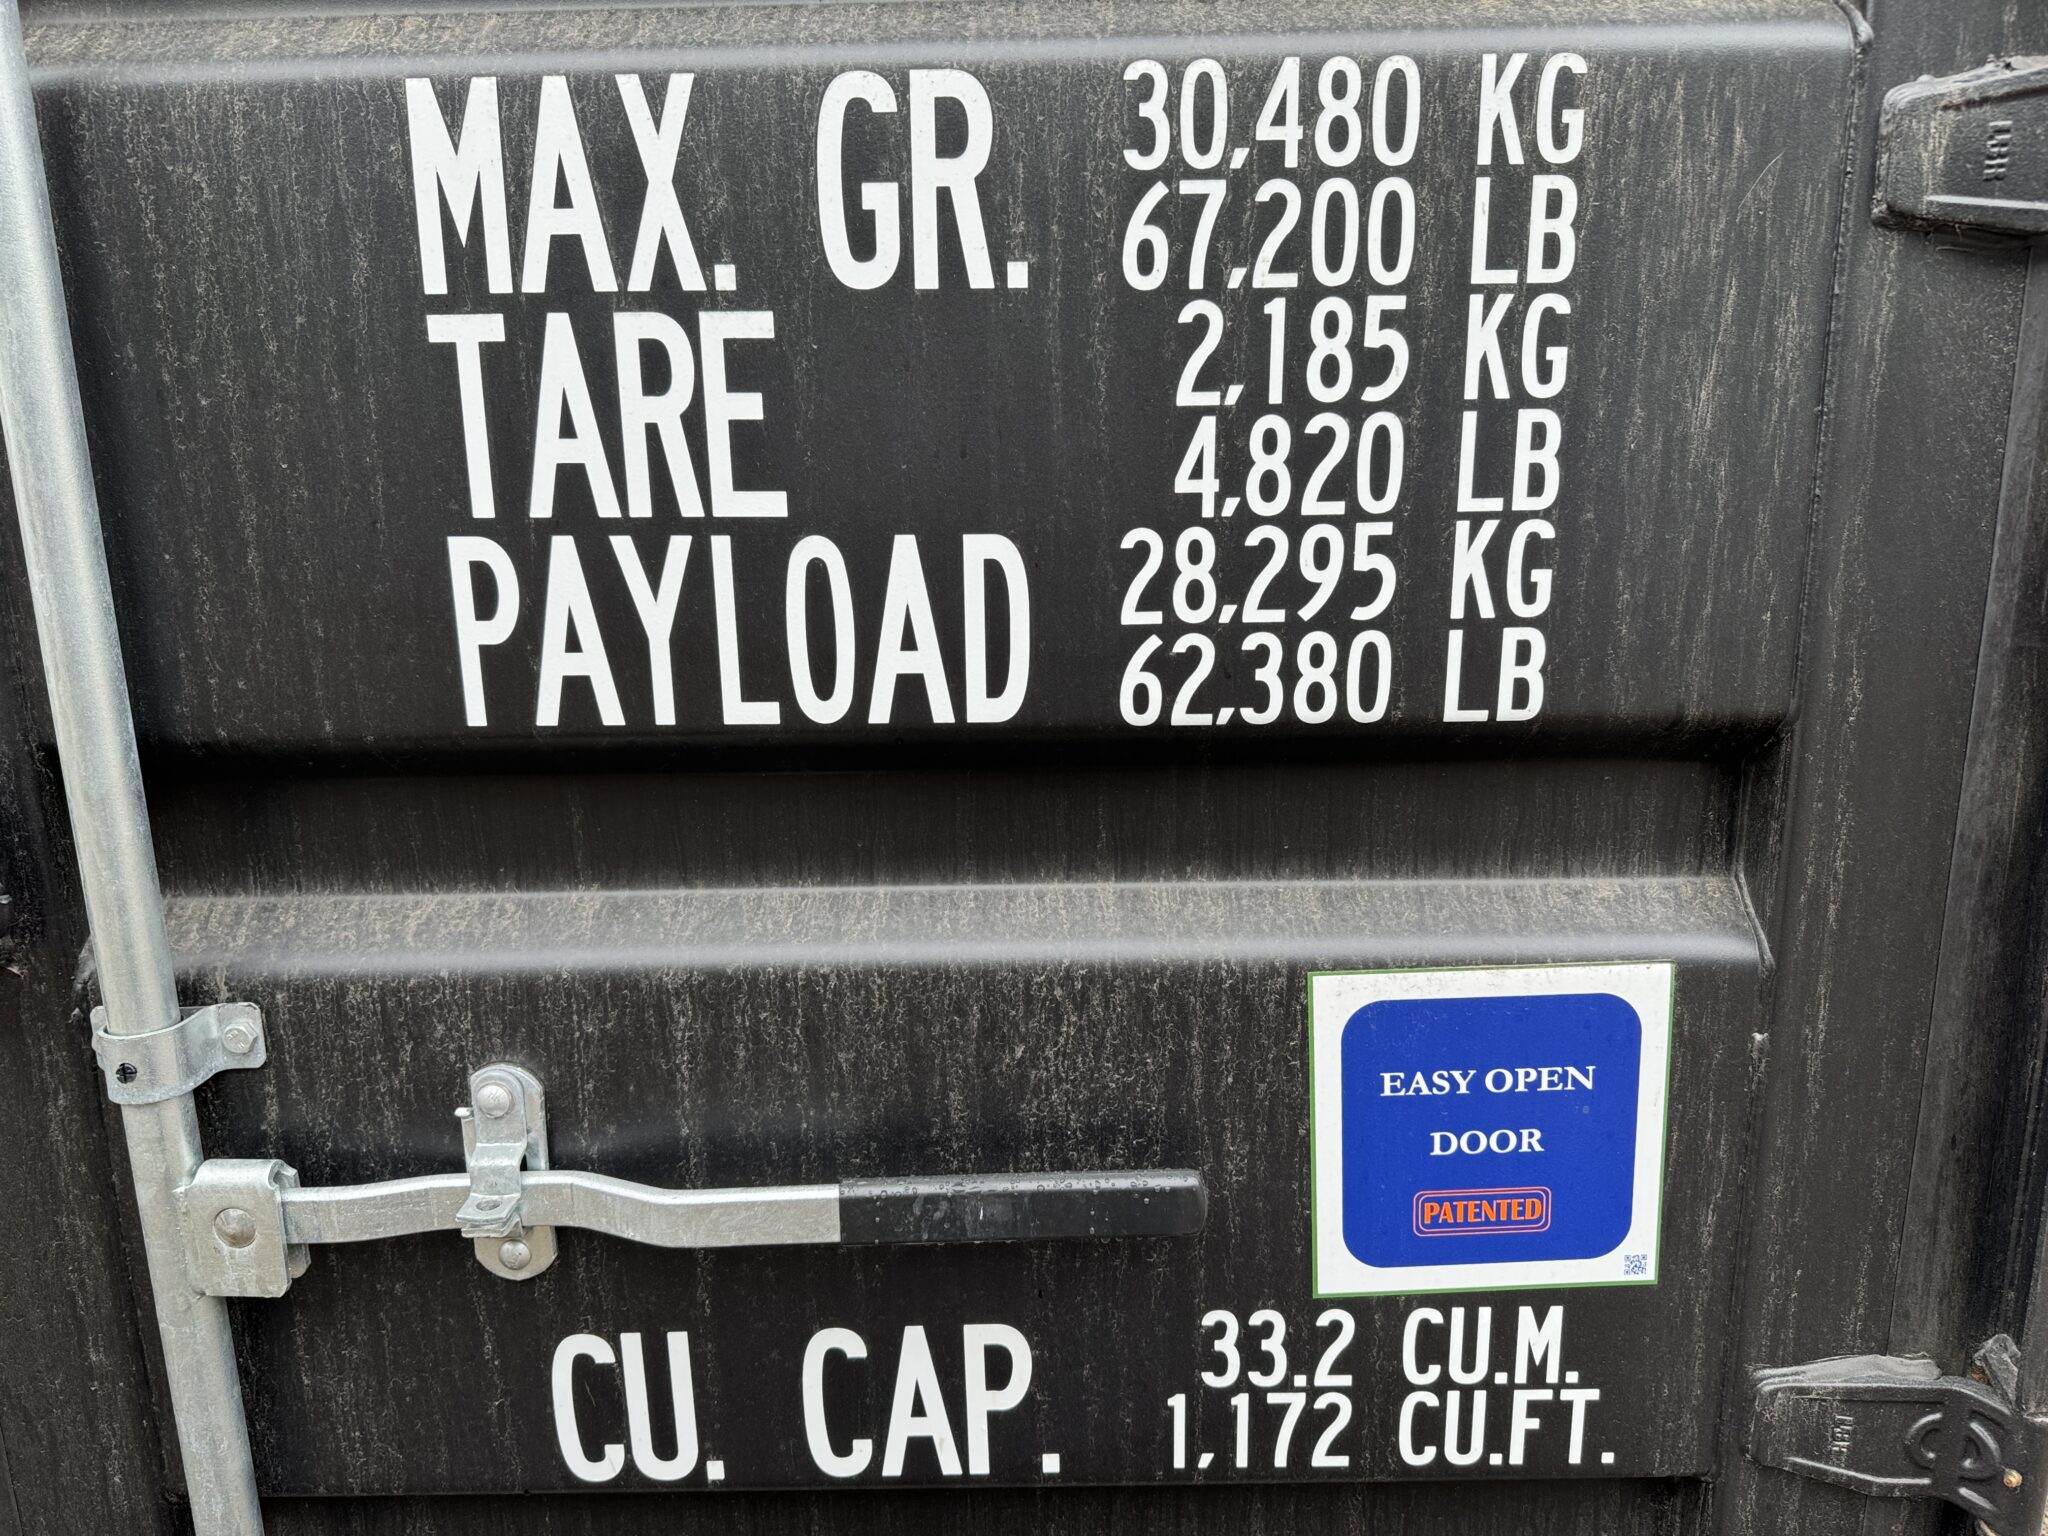 MAX. GR. 30,480 KG
67,200 LB
TARE 2,185 KG
4,820 LB
PAYLOAD 28,295 KG
62,380 LB
EASY OPEN
DOOR
PATENTED
CU. CAP. 33.2 CU.M.
1,172 CU.FT.